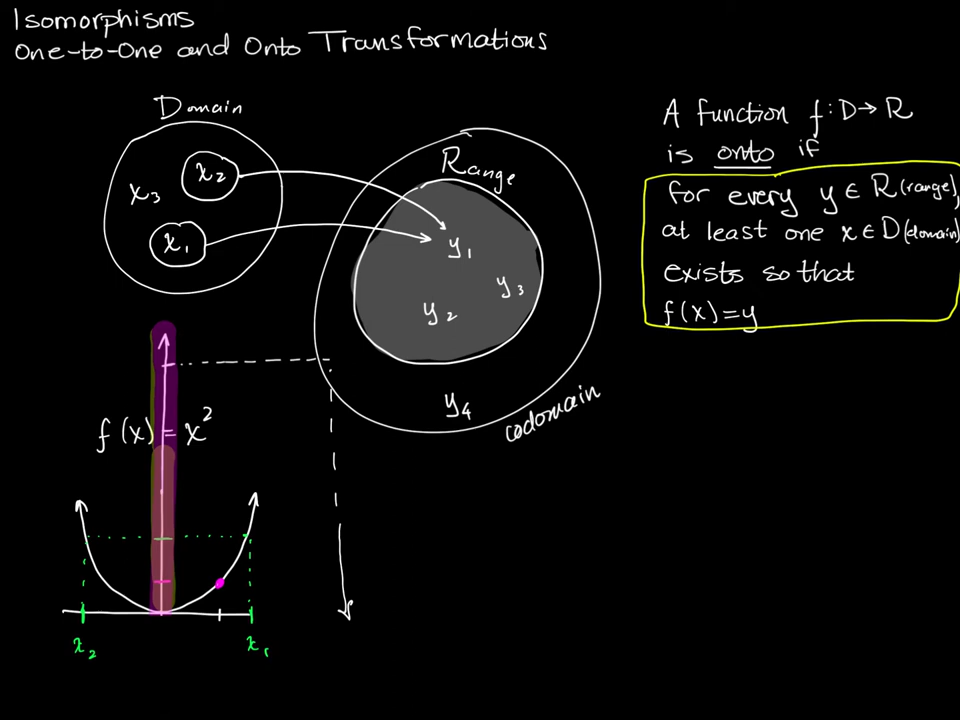 Isomorphisms
One-to-One and Onto Transformations
Domain
x₂
x₃
x₁
Range
y₁
y₃
y₂
y₄
codomain
A function f: D→R
is onto if
for every y ∈ R (range),
at least one x ∈ D (domain)
exists so that
f(x)=y
f(x) = x²
x₂
x₁